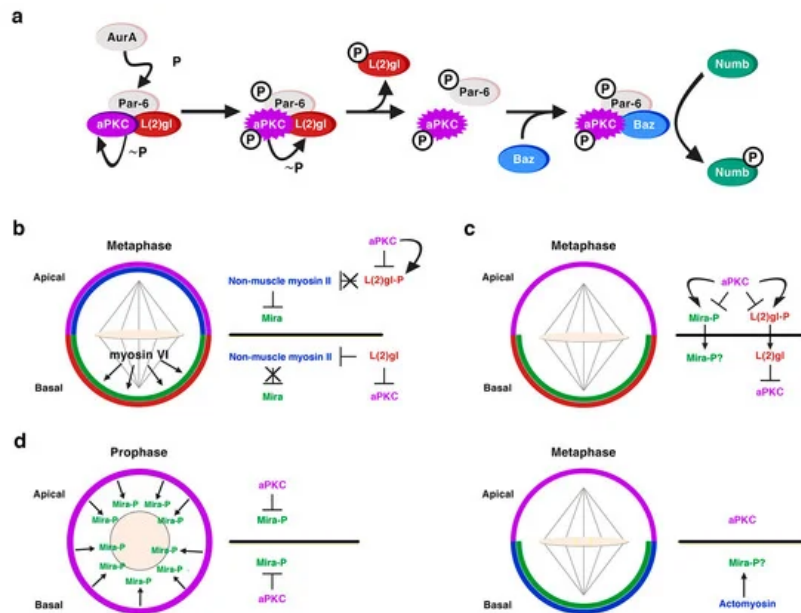 a
AurA
P
Par-6
aPKC
L(2)gl
~P
P
Par-6
aPKC
L(2)gl
P
~P
P
L(2)gl
P
Par-6
aPKC
P
Baz
P
Par-6
aPKC
Baz
P
Numb
Numb
P
b
Metaphase
Apical
myosin VI
Basal
aPKC
Non-muscle myosin II
L(2)gl-P
Mira
Non-muscle myosin II
L(2)gl
Mira
aPKC
c
Metaphase
Apical
Basal
aPKC
Mira-P
L(2)gl-P
Mira-P?
L(2)gl
aPKC
d
Prophase
Apical
Mira-P
Mira-P
Mira-P
Mira-P
Mira-P
Mira-P
Mira-P
Mira-P
Mira-P
Basal
aPKC
Mira-P
Mira-P
aPKC
Metaphase
Apical
Basal
aPKC
Mira-P?
Actomyosin